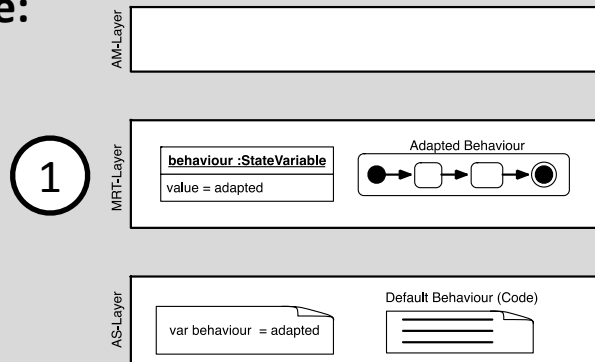 e:
AM-Layer
1
MRT-Layer
behaviour :StateVariable
value = adapted
Adapted Behaviour
AS-Layer
var behaviour = adapted
Default Behaviour (Code)